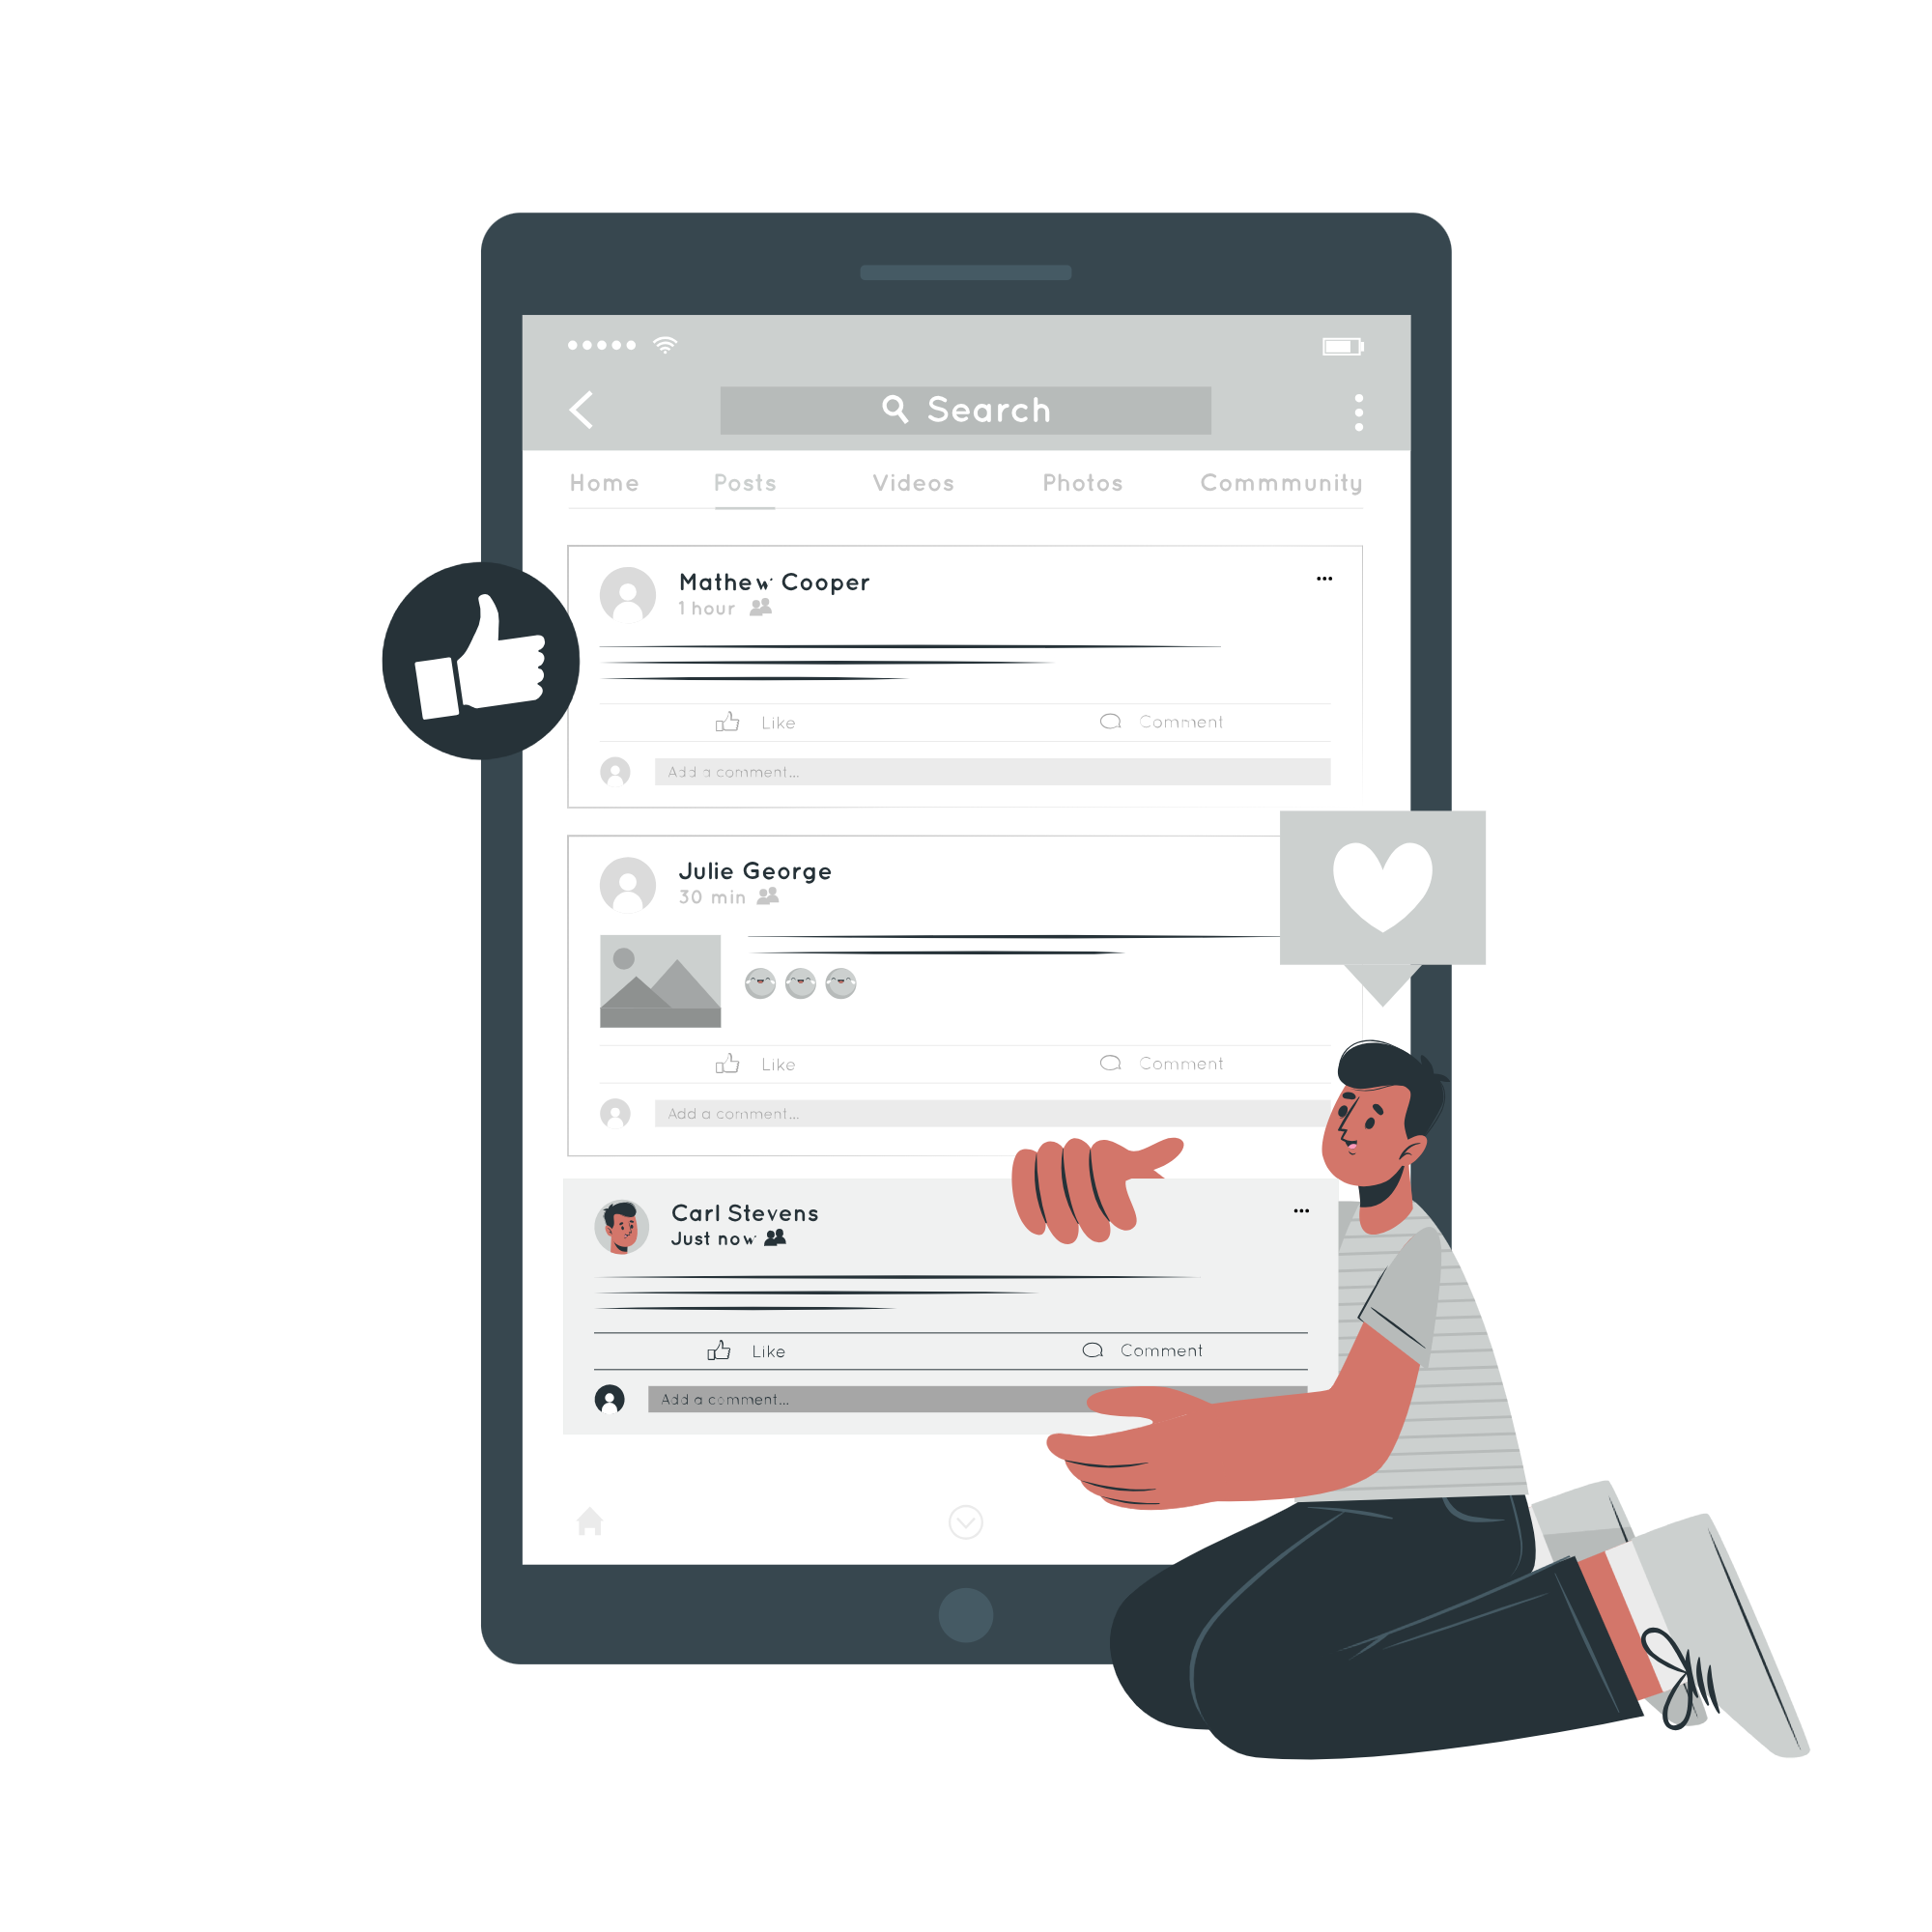 Search
Home Posts Videos Photos Commmunity
Mathew Cooper
1 hour
Like Comment
Add a comment...
Julie George
30 min
Like Comment
Add a comment...
Carl Stevens
Just now
Like Comment
Add a comment...